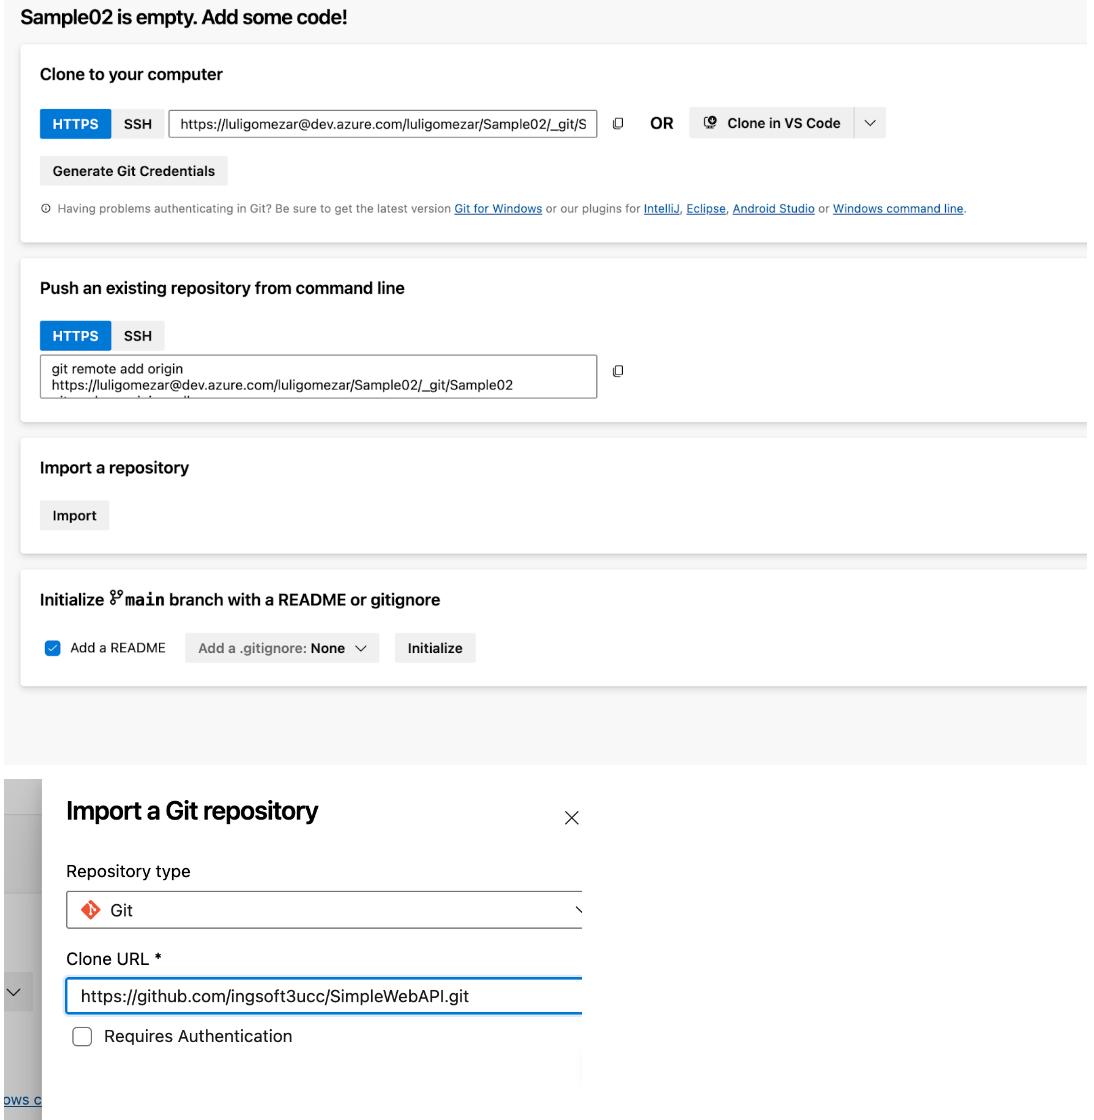 Sample02 is empty. Add some code!
Clone to your computer
HTTPS SSH https://luligomezar@dev.azure.com/luligomezar/Sample02/_git/S OR Clone in VS Code
Generate Git Credentials
Having problems authenticating in Git? Be sure to get the latest version Git for Windows or our plugins for IntelliJ, Eclipse, Android Studio or Windows command line.
Push an existing repository from command line
HTTPS SSH
git remote add origin
https://luligomezar@dev.azure.com/luligomezar/Sample02/_git/Sample02
Import a repository
Import
Initialize main branch with a README or gitignore
Add a README Add a .gitignore: None Initialize
Import a Git repository
Repository type
Git
Clone URL *
https://github.com/ingsoft3ucc/SimpleWebAPI.git
Requires Authentication
ows c